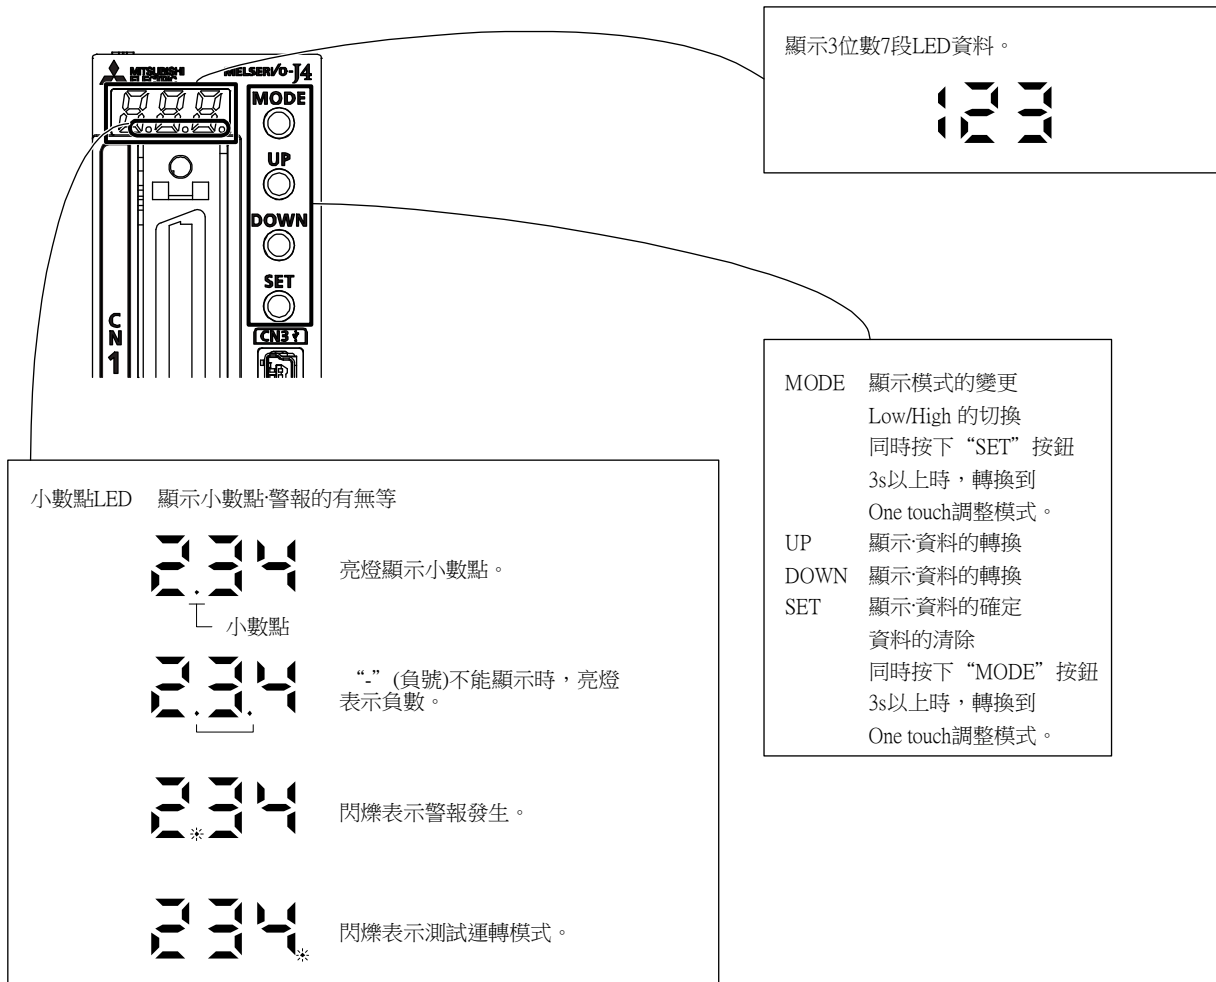 顯示3位數7段LED資料。
123
MITSUBISHI
ELECTRIC
MELSERVO-J4
MODE
UP
DOWN
SET
CN1
CN3
MODE 顯示模式的變更
Low/High 的切換
同時按下“SET”按鈕
3s以上時，轉換到
One touch調整模式。
UP 顯示·資料的轉換
DOWN 顯示·資料的轉換
SET 顯示·資料的確定
資料的清除
同時按下“MODE”按鈕
3s以上時，轉換到
One touch調整模式。
小數點LED 顯示小數點·警報的有無等
2.34 亮燈顯示小數點。
小數點
2.3.4 “-”(負號)不能顯示時，亮燈
表示負數。
234 閃爍表示警報發生。
234 閃爍表示測試運轉模式。